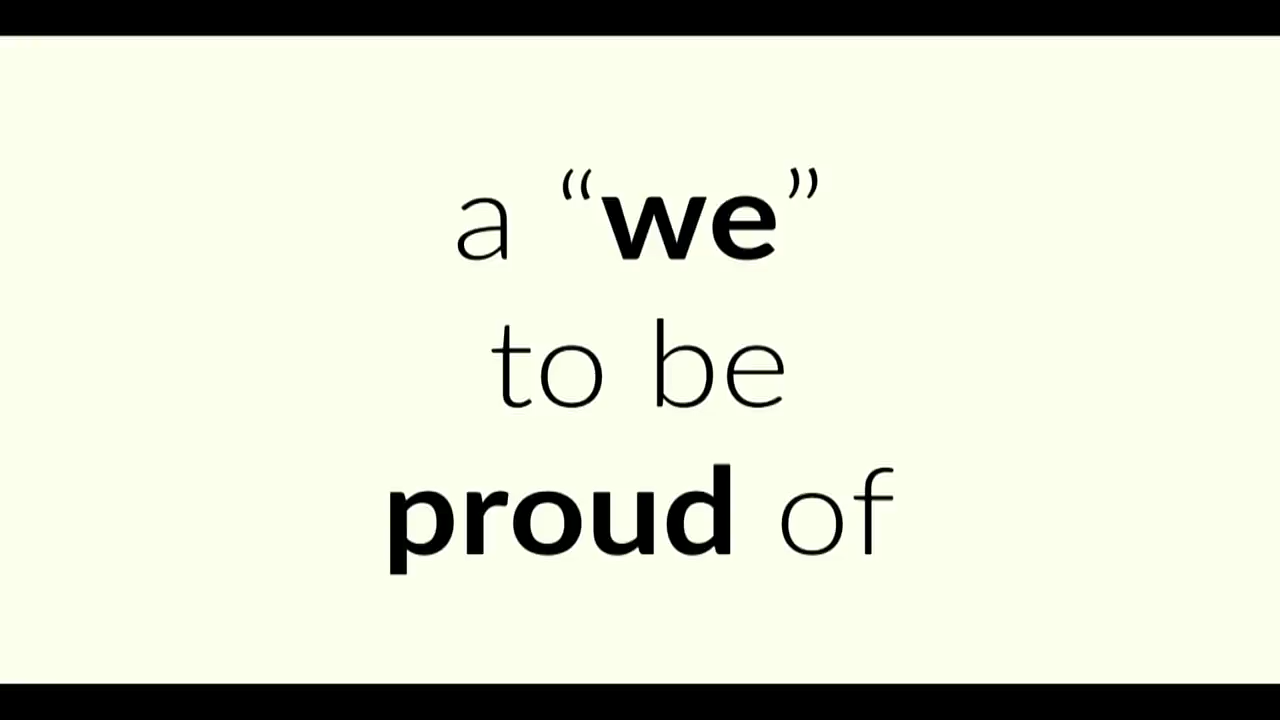 a “we”
to be
proud of